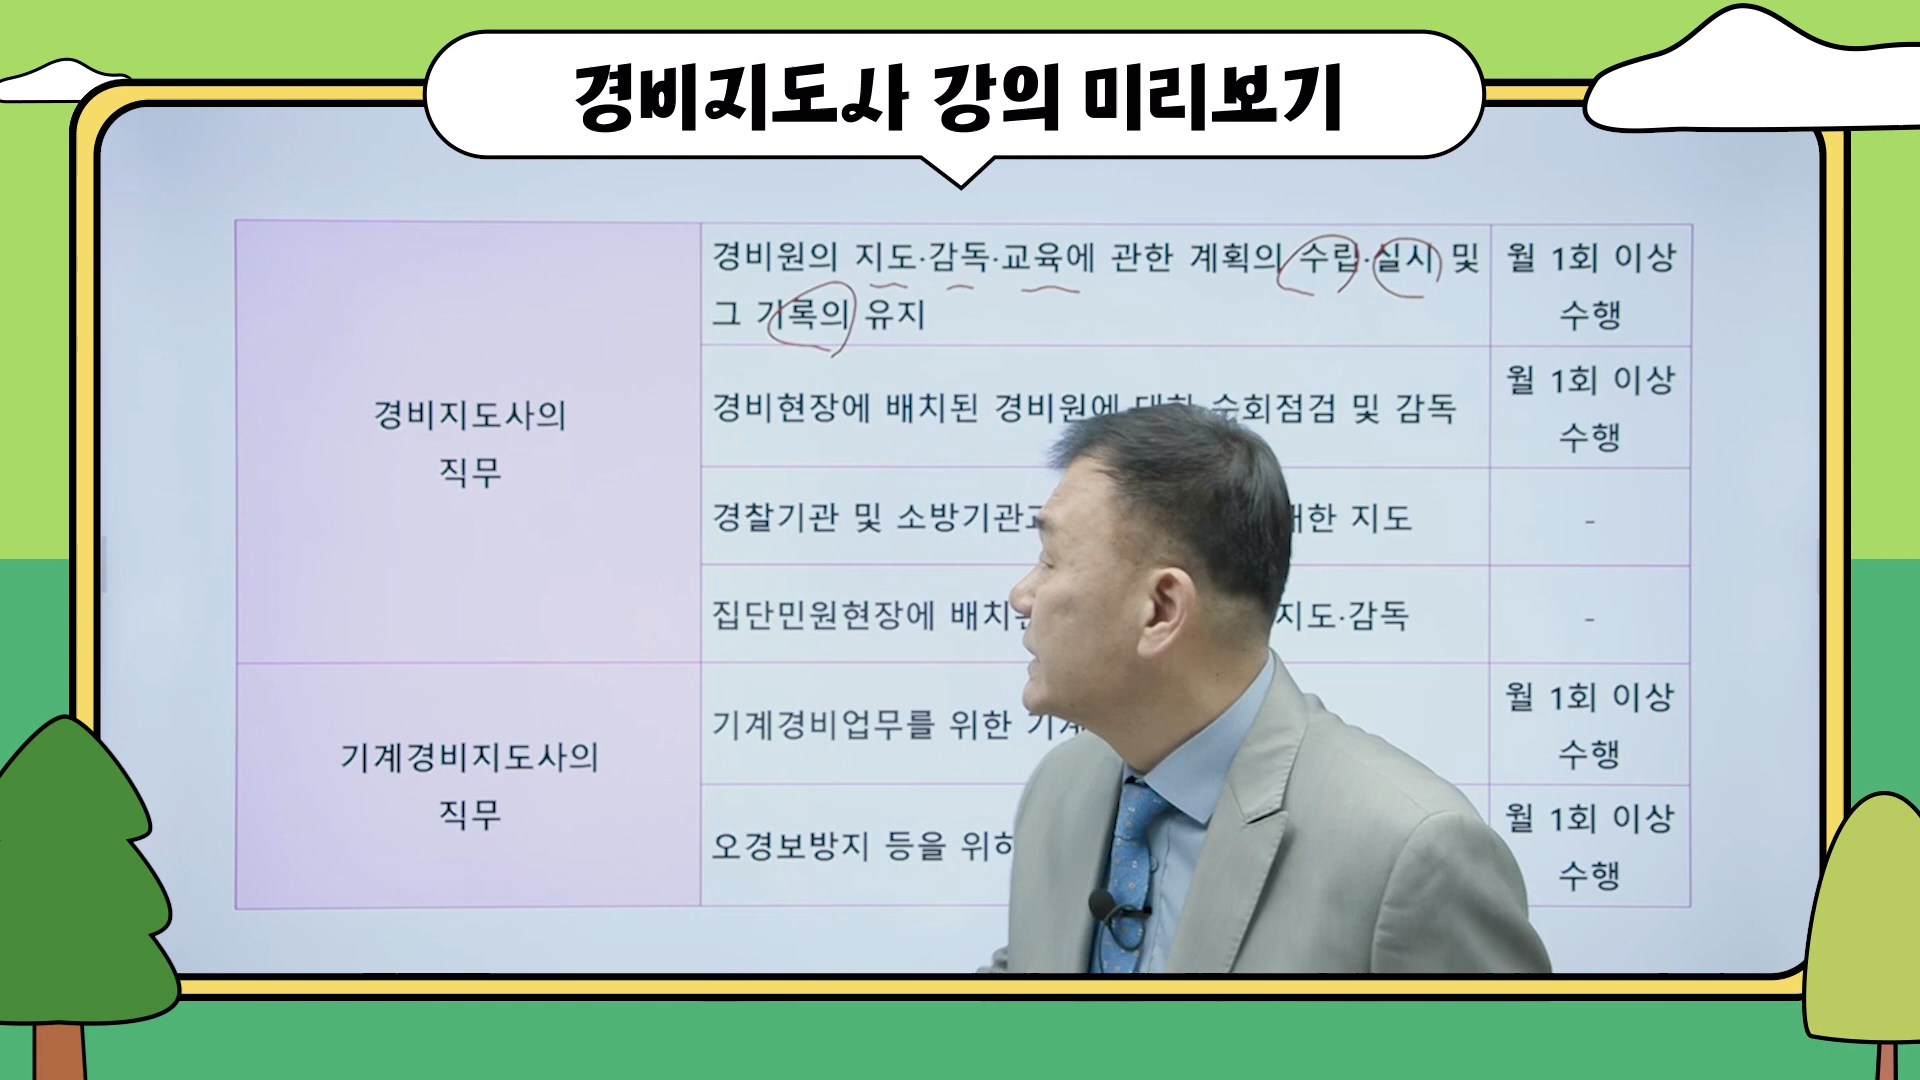 경비지도사 강의 미리보기
경비원의 지도·감독·교육에 관한 계획의 수립·실시 및
그 기록의 유지
월 1회 이상
수행
경비지도사의
직무
경비현장에 배치된 경비원에 대한 순회점검 및 감독
월 1회 이상
수행
경찰기관 및 소방기관과 대한 지도
-
집단민원현장에 배치 지도·감독
-
기계경비지도사의
직무
기계경비업무를 위한 기계
월 1회 이상
수행
오경보방지 등을 위하
월 1회 이상
수행